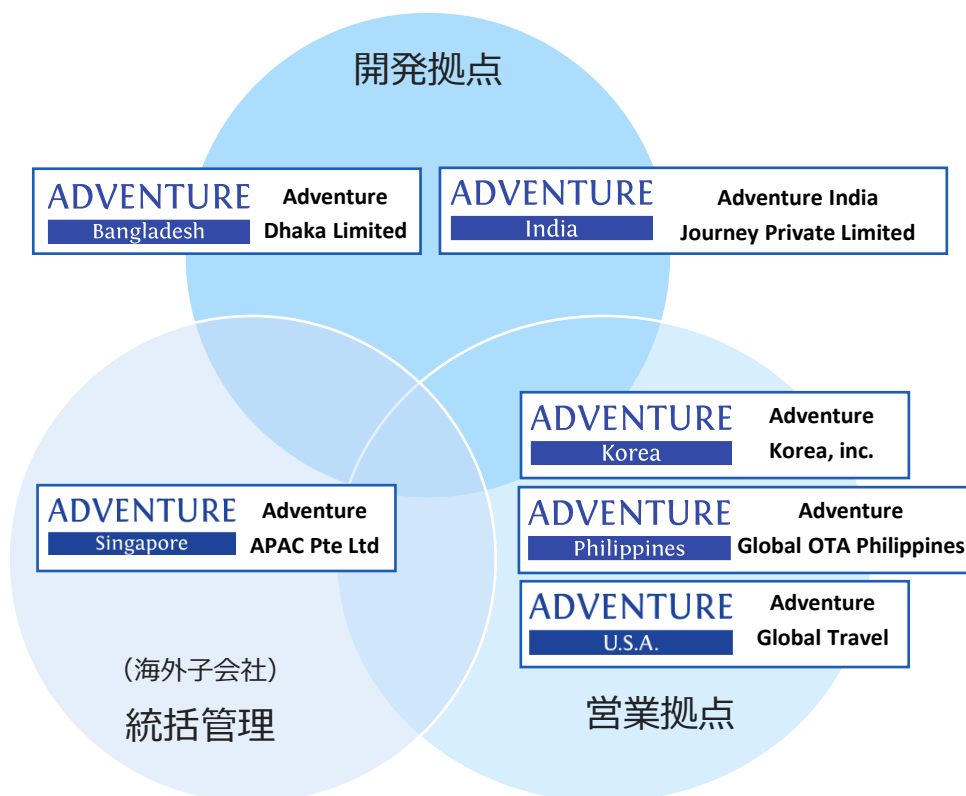 開発拠点
ADVENTURE
Bangladesh
Adventure
Dhaka Limited
ADVENTURE
India
Adventure India
Journey Private Limited
ADVENTURE
Korea
Adventure
Korea, inc.
ADVENTURE
Singapore
Adventure
APAC Pte Ltd
ADVENTURE
Philippines
Adventure
Global OTA Philippines
ADVENTURE
U.S.A.
Adventure
Global Travel
（海外子会社）
統括管理
営業拠点